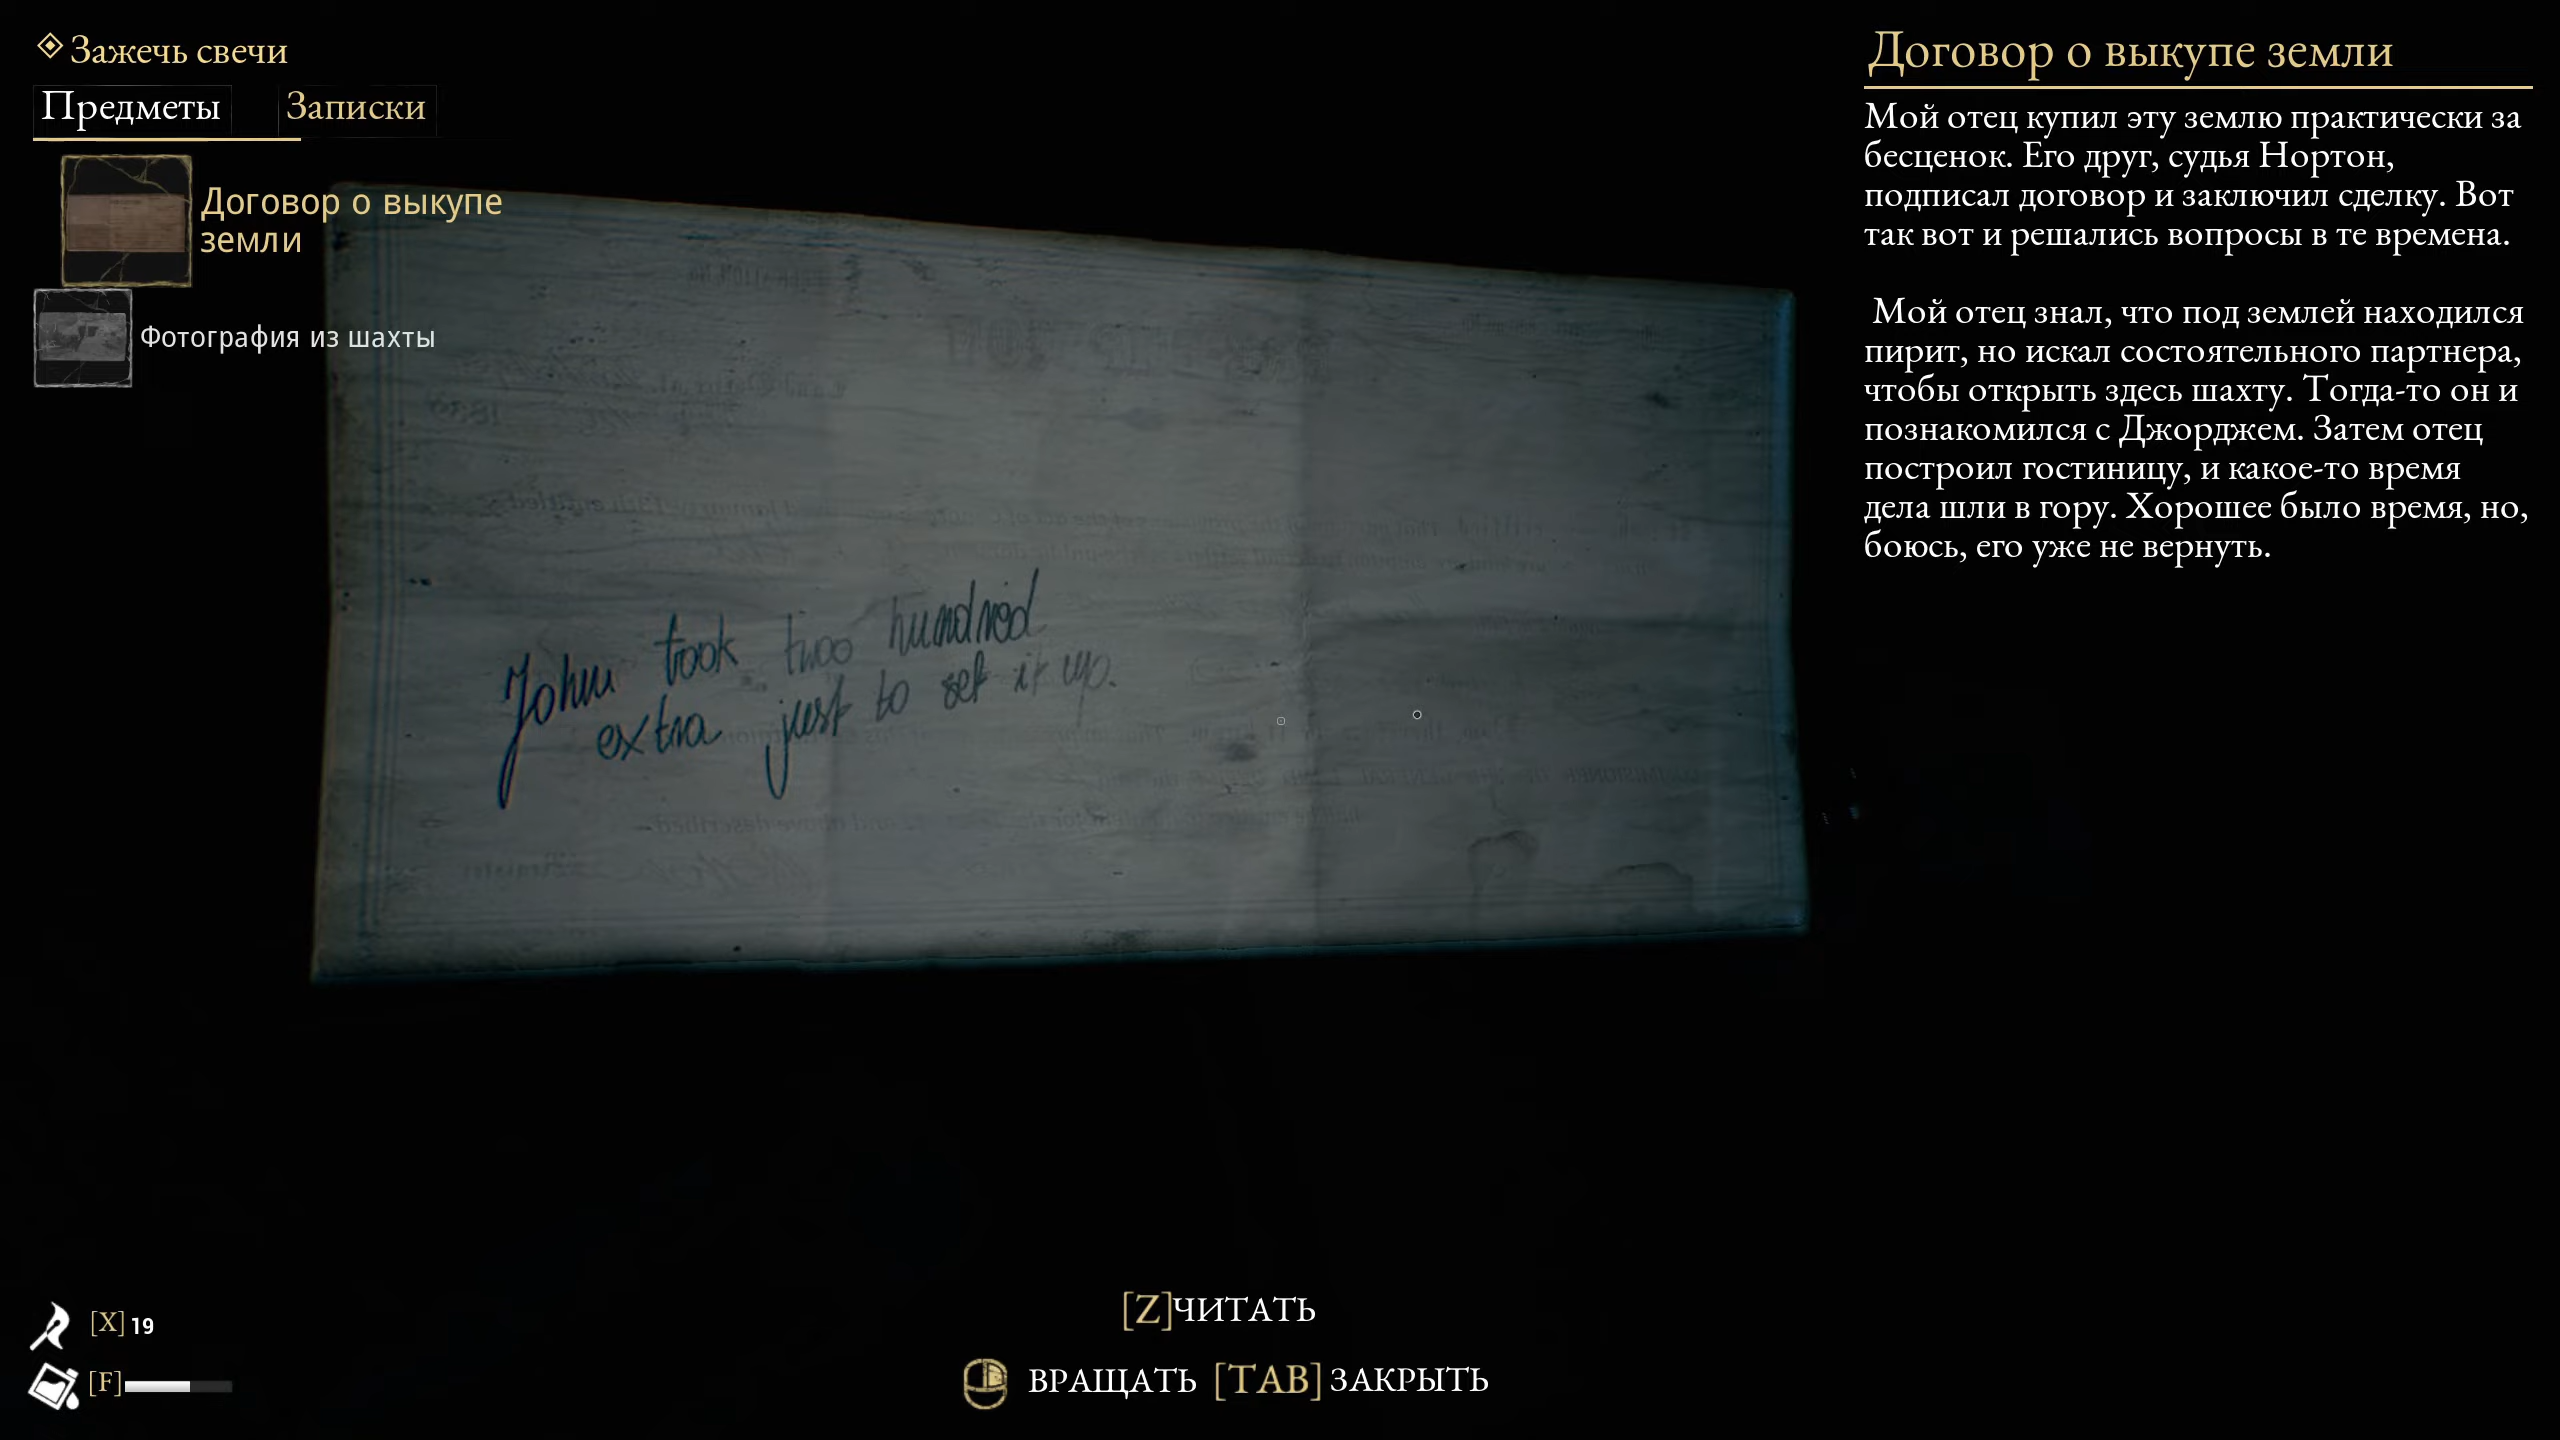 Зажечь свечи
Предметы
Записки
Договор о выкупе
земли
Фотография из шахты
John took two hundred
extra just to set it up.
Договор о выкупе земли
Мой отец купил эту землю практически за
бесценок. Его друг, судья Нортон,
подписал договор и заключил сделку. Вот
так вот и решались вопросы в те времена.
Мой отец знал, что под землей находился
пирит, но искал состоятельного партнера,
чтобы открыть здесь шахту. Тогда-то он и
познакомился с Джорджем. Затем отец
построил гостиницу, и какое-то время
дела шли в гору. Хорошее было время, но,
боюсь, его уже не вернуть.
[X] 19
[F]
[Z]ЧИТАТЬ
ВРАЩАТЬ [TAB] ЗАКРЫТЬ